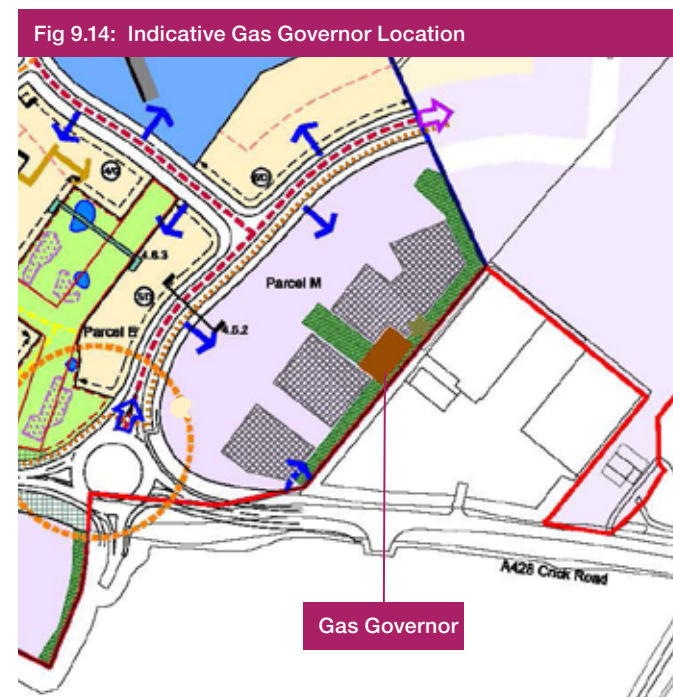 Fig 9.14: Indicative Gas Governor Location
4.6.3
Parcel M
Parcel E
4.5.2
A428 Crick Road
Gas Governor